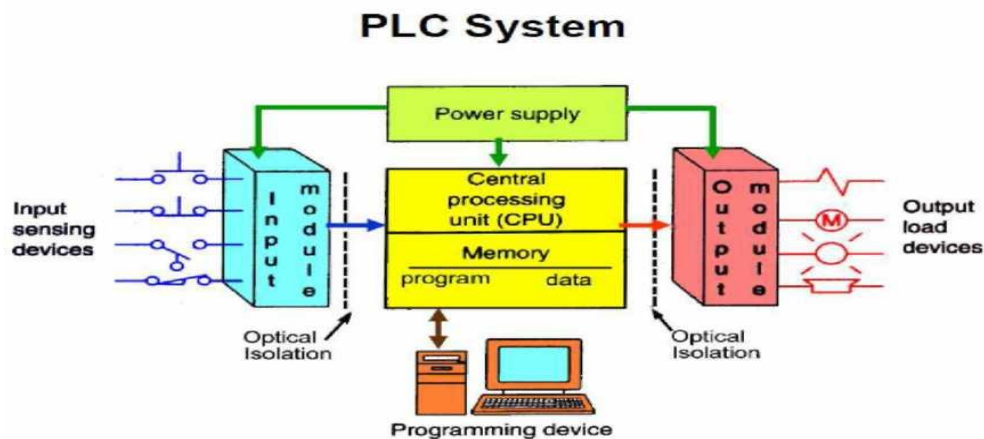 PLC System
Power supply
Input
sensing
devices
Input
module
Central
processing
unit (CPU)
Memory
program data
Output
module
M
Output
load
devices
Optical
Isolation
Optical
Isolation
Programming device